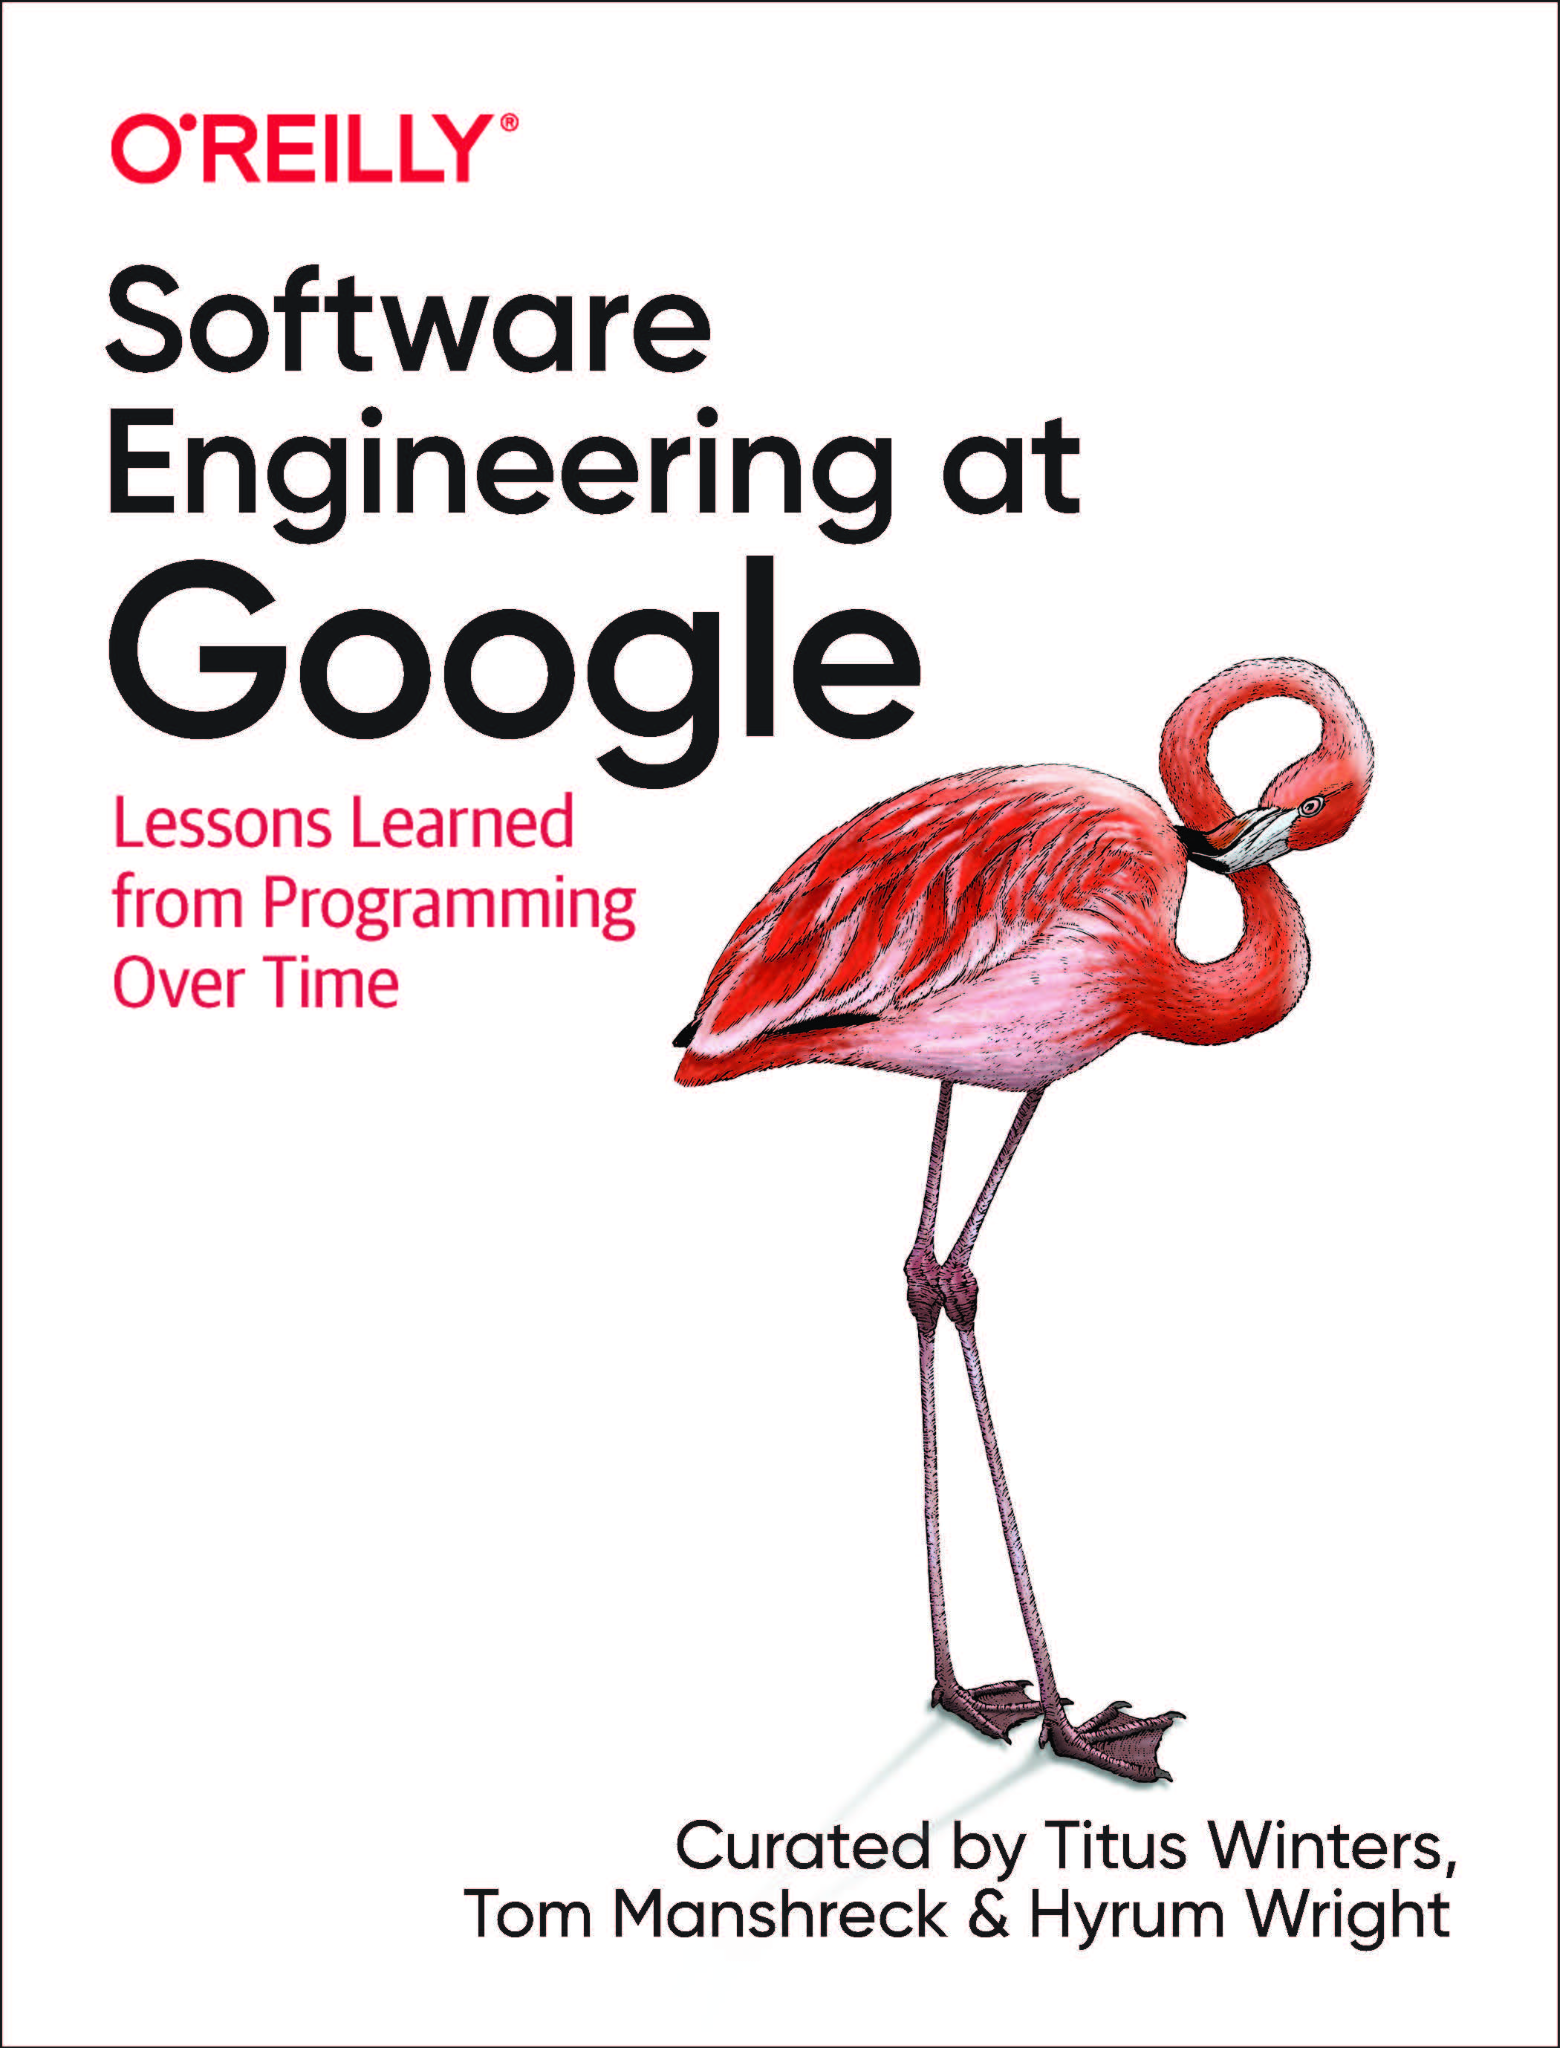 O'REILLY®
Software
Engineering at
Google
Lessons Learned
from Programming
Over Time
Curated by Titus Winters,
Tom Manshreck & Hyrum Wright